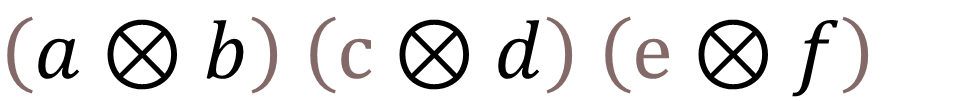 (a ⊗ b) (c ⊗ d) (e ⊗ f)